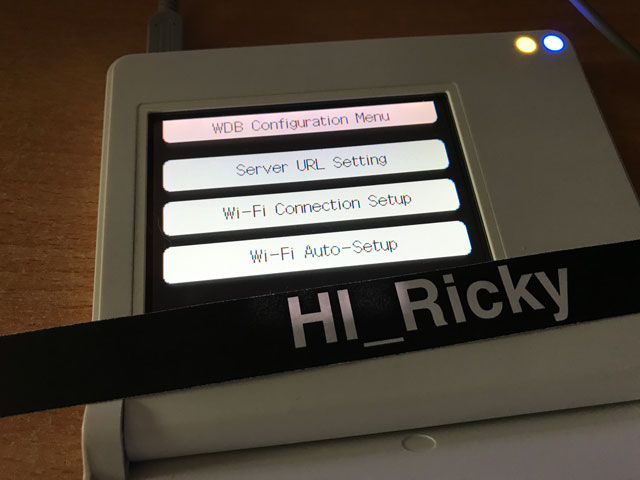 WDB Configuration Menu
Server URL Setting
Wi-Fi Connection Setup
Wi-Fi Auto-Setup
HI_Ricky